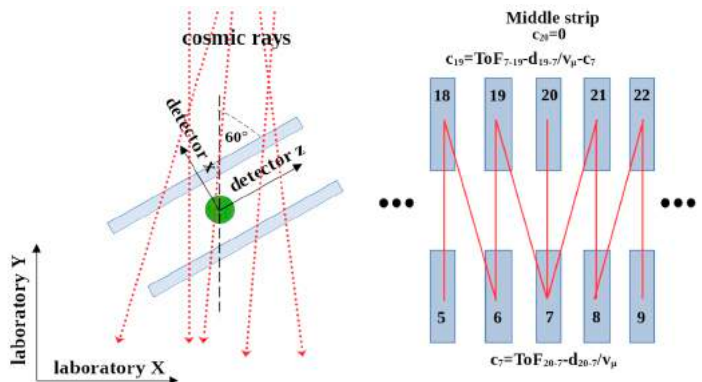 cosmic rays
60°
detector x
detector z
laboratory Y
laboratory X
Middle strip
c₂₀=0
c₁₉=ToF₇₋₁₉-d₁₉₋₇/vμ-c₇
18 19 20 21 22
••• •••
5 6 7 8 9
c₇=ToF₂₀₋₇-d₂₀₋₇/vμ